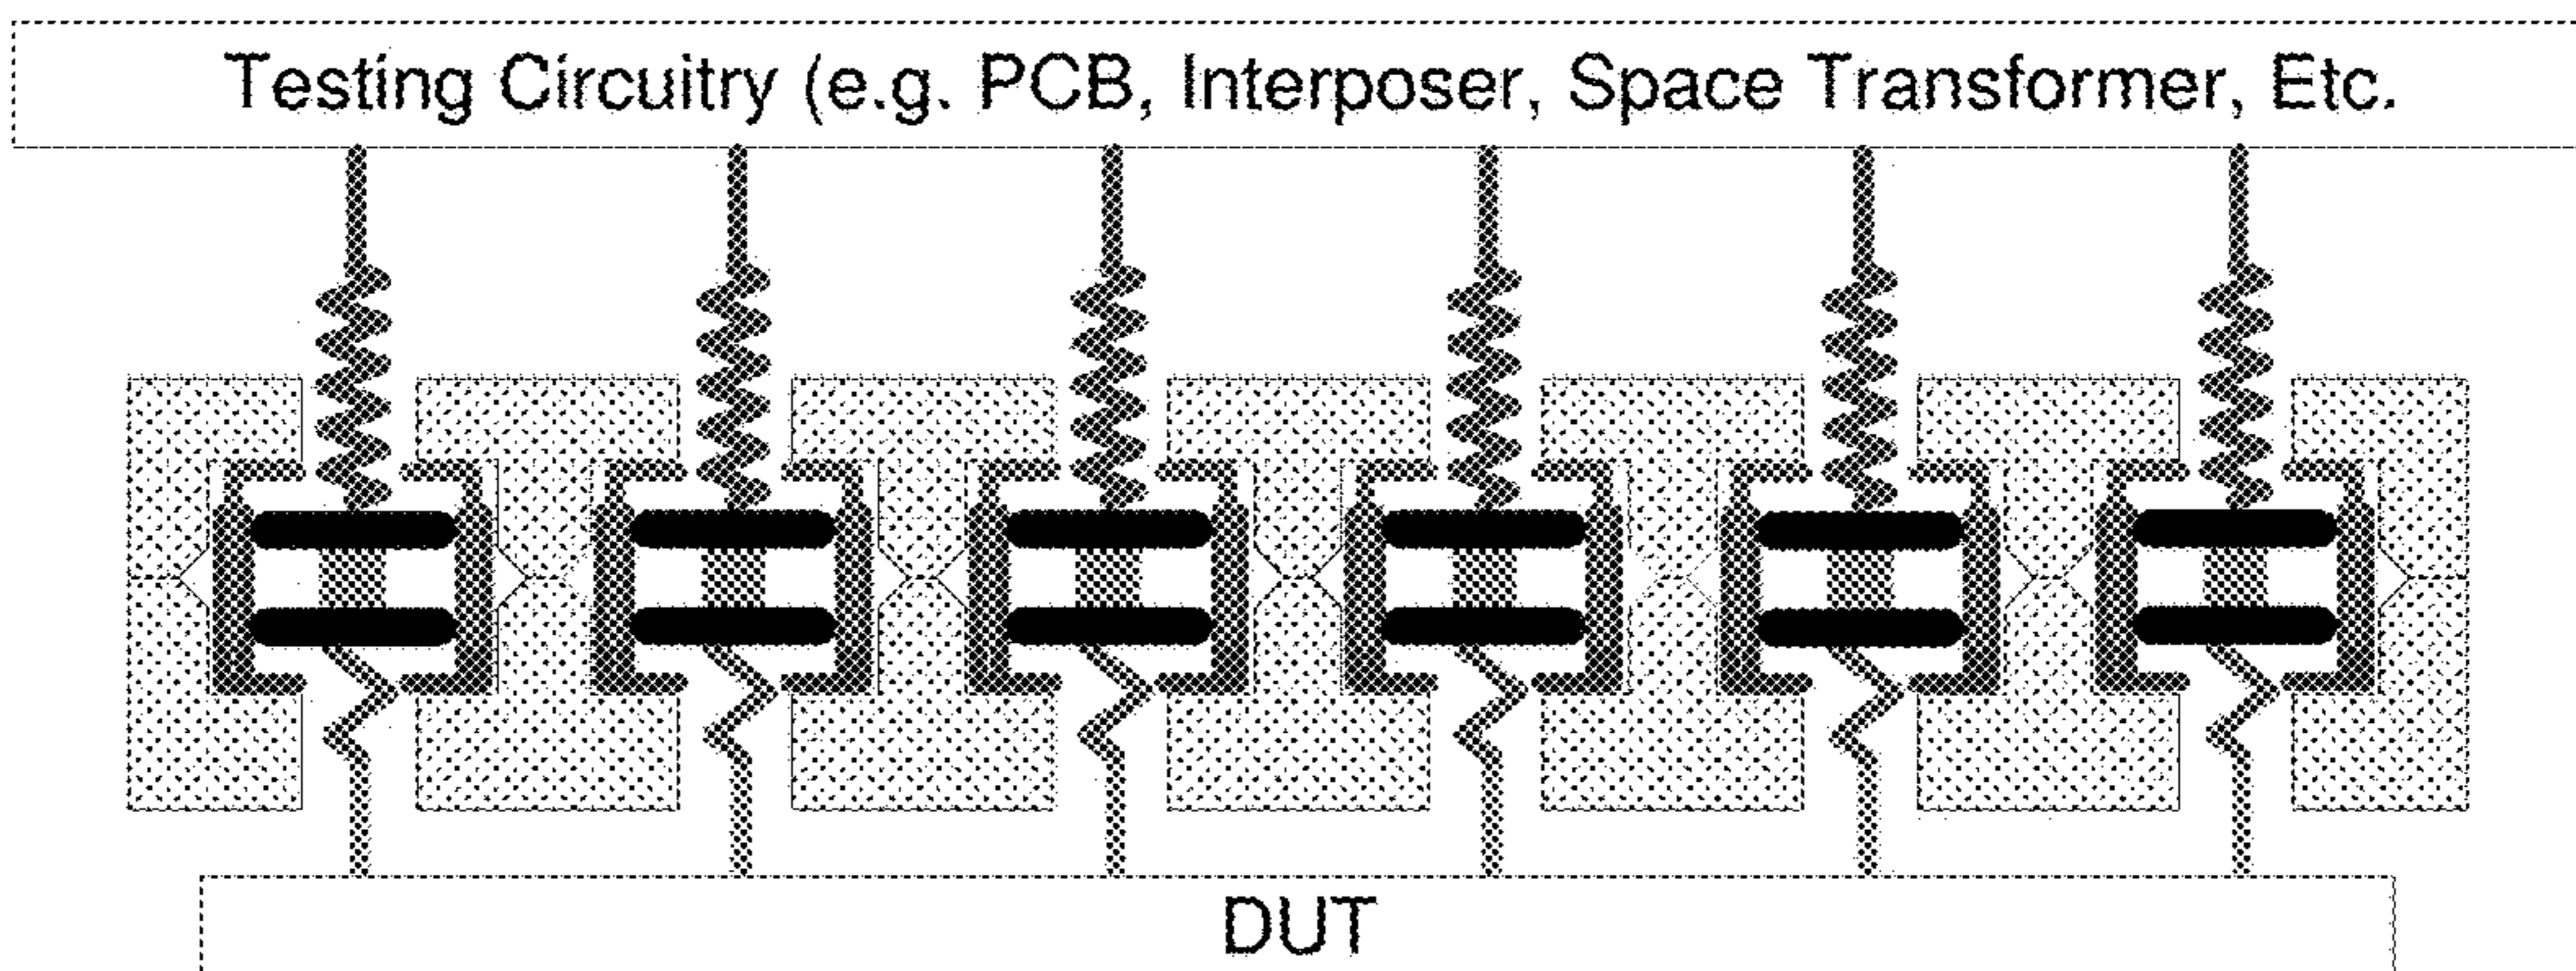 Testing Circuitry (e.g. PCB, Interposer, Space Transformer, Etc.
DUT